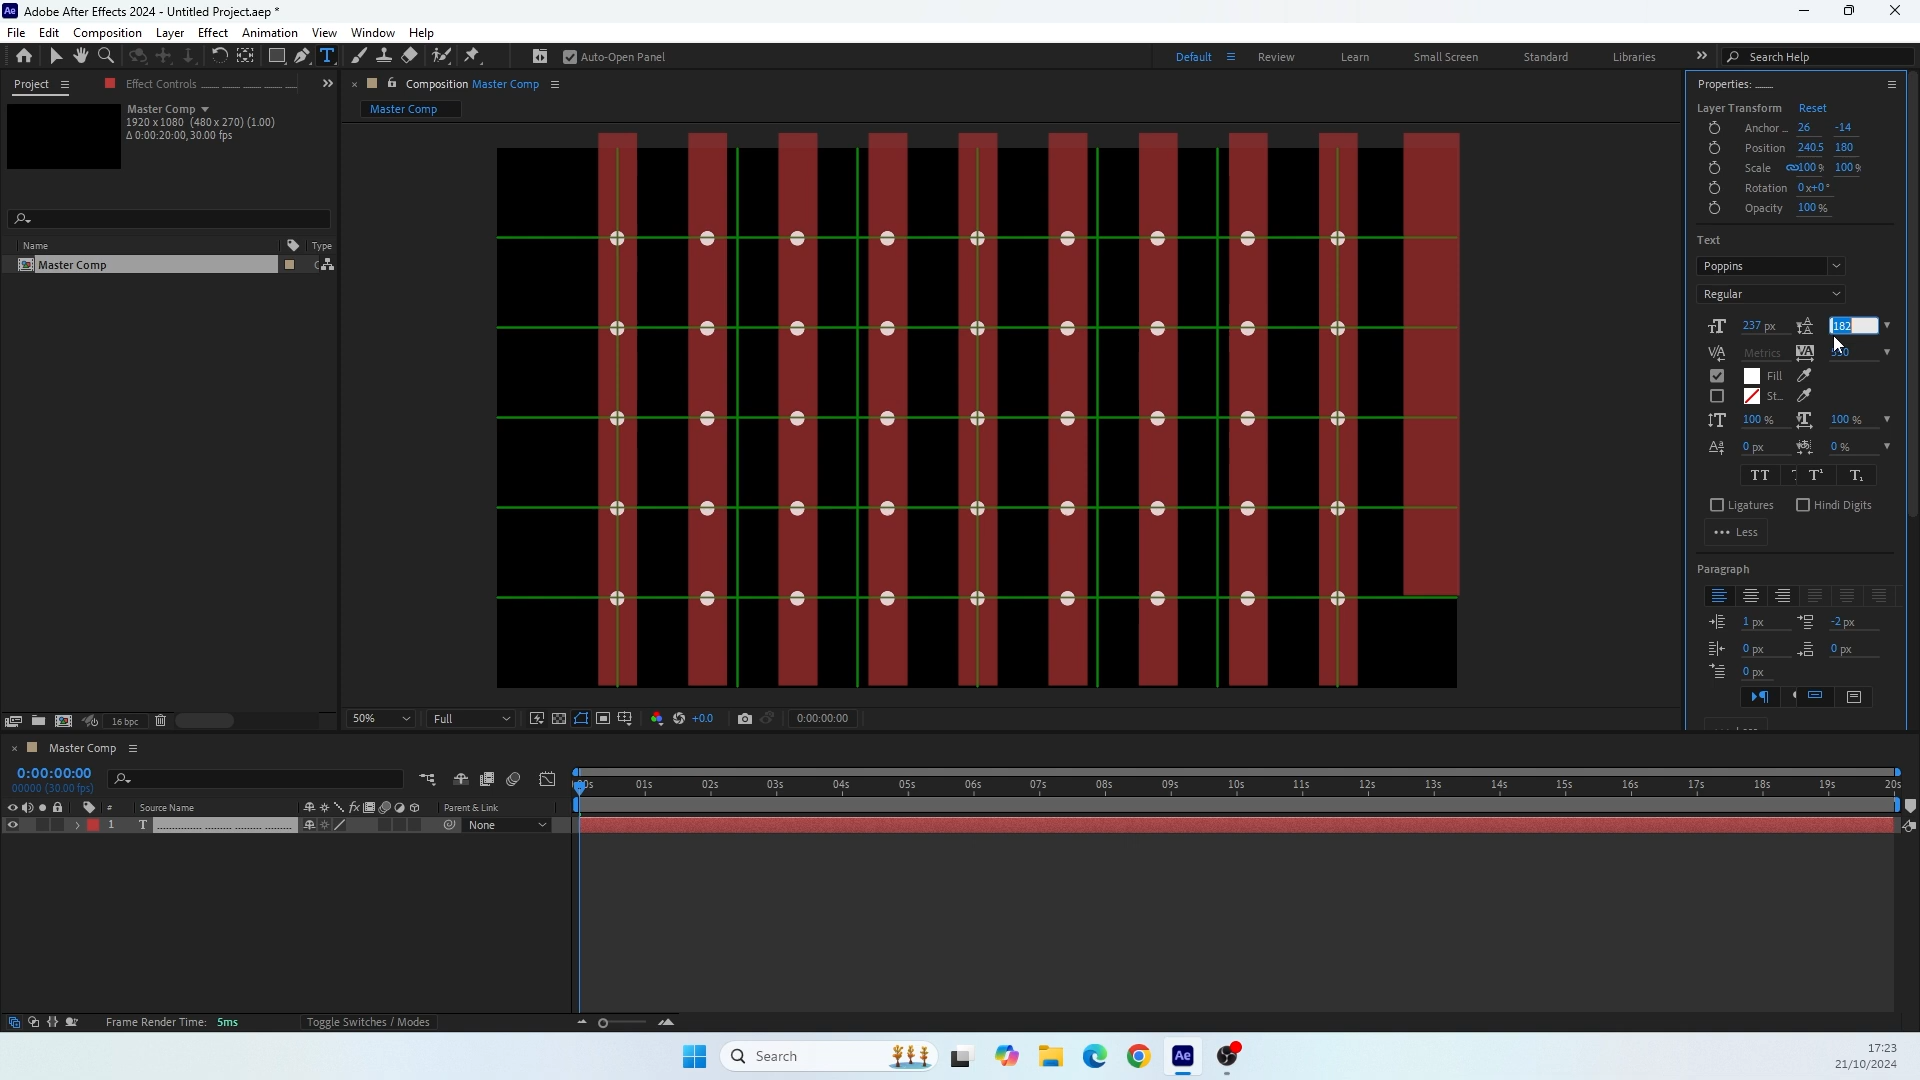 Adobe After Effects 2024 - Untitled Project.aep *
File Edit Composition Layer Effect Animation View Window Help
Auto-Open Panel Default Review Learn Small Screen Standard Libraries Search Help
Project Effect Controls
Composition Master Comp
Master Comp
Master Comp
1920 x 1080 (480 x 270) (1.00)
Δ 0:00:20:00, 30.00 fps
Name Type
Master Comp
16 bpc
50% Full +0.0 0:00:00:00
Properties: .........
Layer Transform Reset
Anchor ... 26 -14
Position 240.5 180
Scale 100 % 100 %
Rotation 0x+0°
Opacity 100 %
Text
Poppins
Regular
237 px 182
Metrics
Fill
St...
100 % 100 %
0 px 0 %
TT T T¹ T₁
Ligatures Hindi Digits
••• Less
Paragraph
1 px -2 px
0 px 0 px
0 px
Master Comp
0:00:00:00
00000 (30.00 fps)
# Source Name Parent & Link
1 T ............... ......... ......... ......... None
01s 02s 03s 04s 05s 06s 07s 08s 09s 10s 11s 12s 13s 14s 15s 16s 17s 18s 19s 20s
Frame Render Time: 5ms Toggle Switches / Modes
Search
Ae
17:23
21/10/2024